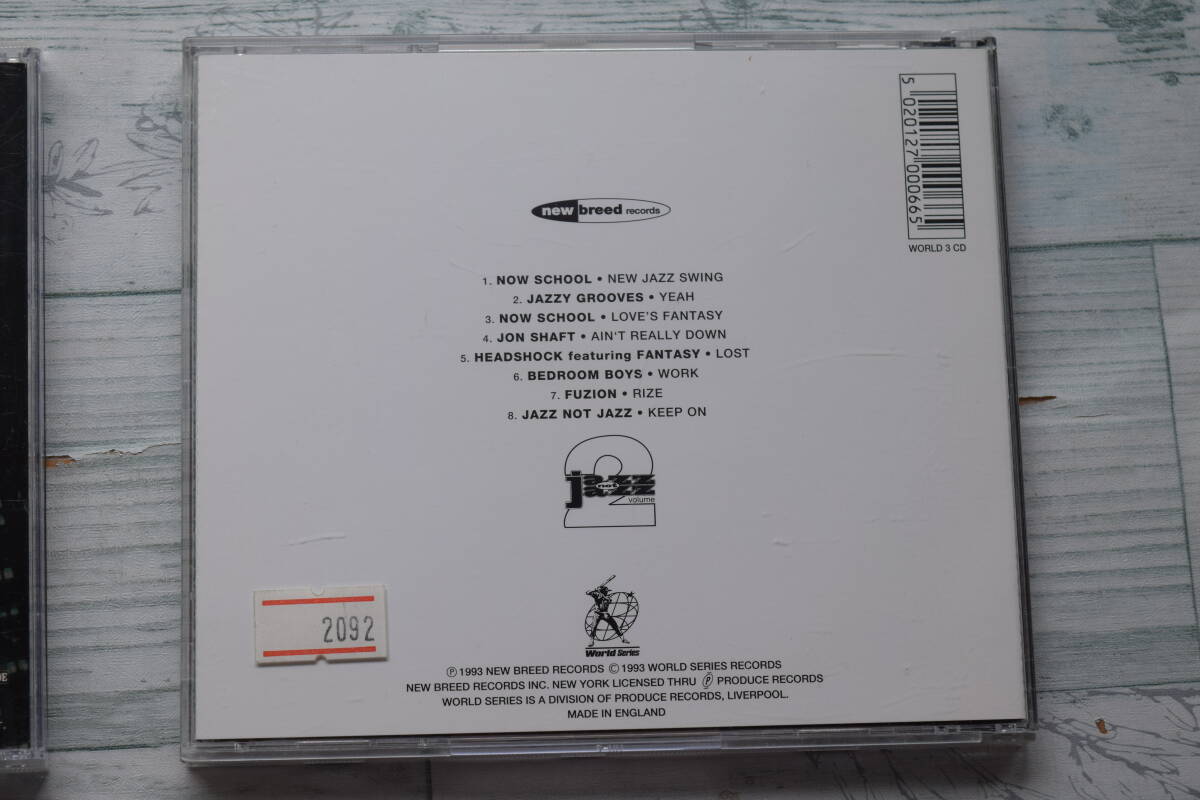 5 020127 000665
WORLD 3 CD
new breed records
1. NOW SCHOOL • NEW JAZZ SWING
2. JAZZY GROOVES • YEAH
3. NOW SCHOOL • LOVE'S FANTASY
4. JON SHAFT • AIN'T REALLY DOWN
5. HEADSHOCK featuring FANTASY • LOST
6. BEDROOM BOYS • WORK
7. FUZION • RIZE
8. JAZZ NOT JAZZ • KEEP ON
jazz
not
jazz
volume
2
2092
World Series
Ⓟ 1993 NEW BREED RECORDS © 1993 WORLD SERIES RECORDS
NEW BREED RECORDS INC. NEW YORK LICENSED THRU Ⓟ PRODUCE RECORDS
WORLD SERIES IS A DIVISION OF PRODUCE RECORDS, LIVERPOOL.
MADE IN ENGLAND